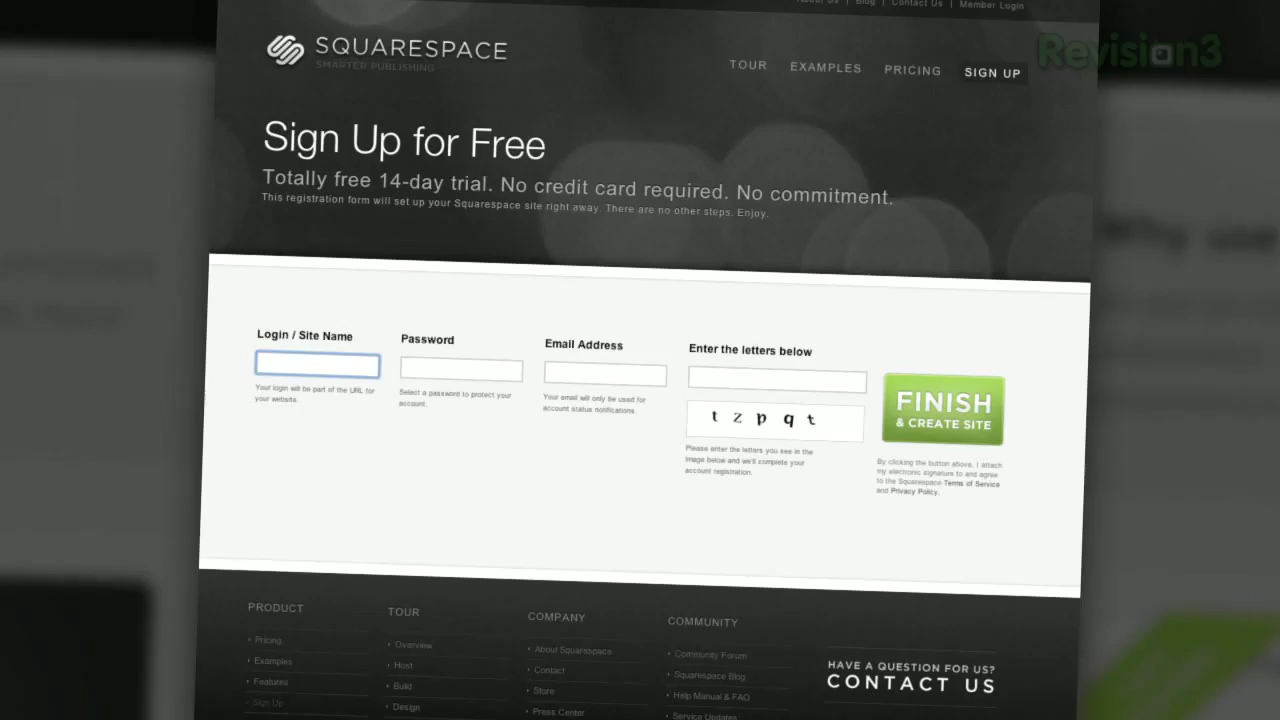 About Us | Blog | Contact Us | Member Login
SQUARESPACE
SMARTER PUBLISHING
TOUR EXAMPLES PRICING SIGN UP
Revision3
Sign Up for Free
Totally free 14-day trial. No credit card required. No commitment.
This registration form will set up your Squarespace site right away. There are no other steps. Enjoy.
Why use
Login / Site Name
Your login will be part of the URL for
your website.
Password
Select a password to protect your
account.
Email Address
Your email will only be used for
account status notifications.
Enter the letters below
t z p q t
Please enter the letters you see in the
image below and we'll complete your
account registration.
FINISH
& CREATE SITE
By clicking the button above, I attach
my electronic signature to and agree
to the Squarespace Terms of Service
and Privacy Policy.
PRODUCT
Pricing
Examples
Features
Sign Up
TOUR
Overview
Host
Build
Design
COMPANY
About Squarespace
Contact
Store
Press Center
COMMUNITY
Community Forum
Squarespace Blog
Help Manual & FAQ
Service Updates
HAVE A QUESTION FOR US?
CONTACT US